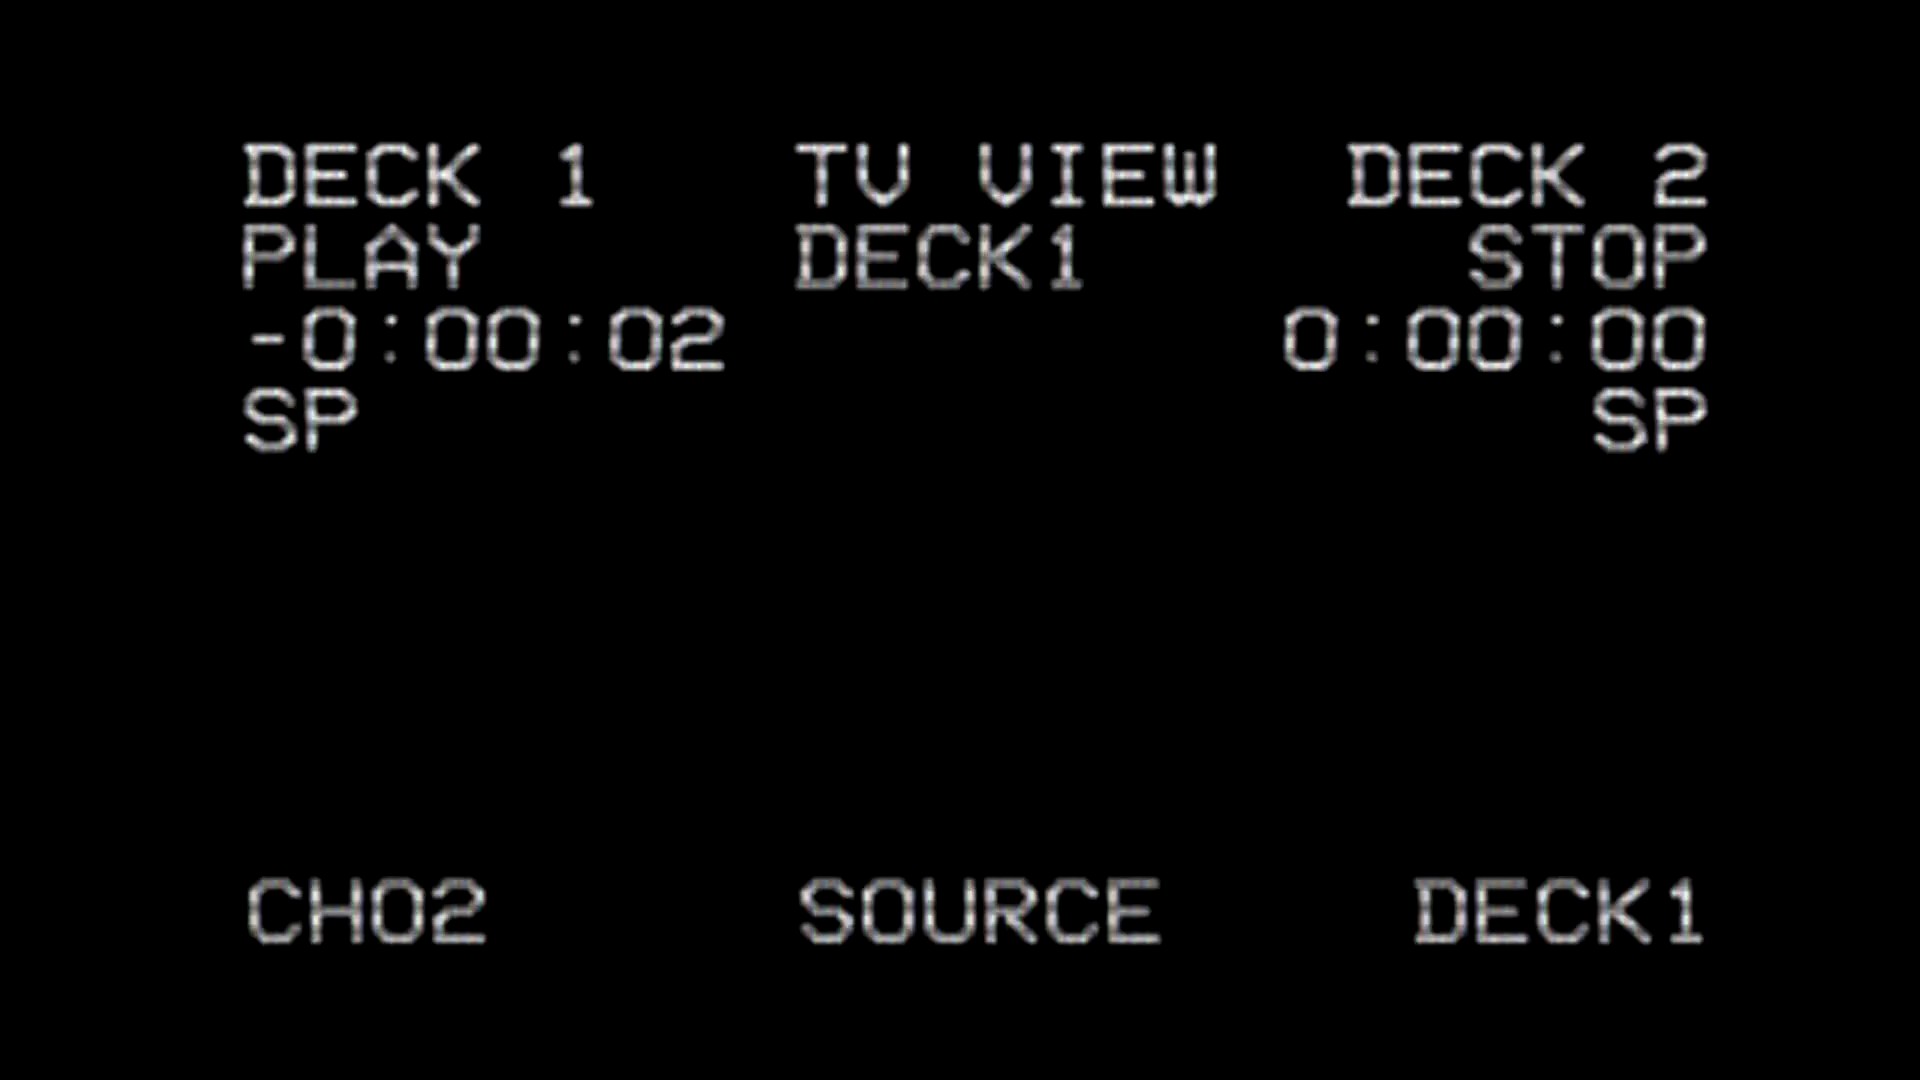 DECK 1 TV VIEW DECK 2
PLAY DECK1 STOP
-0:00:02 0:00:00
SP SP
CH02 SOURCE DECK1